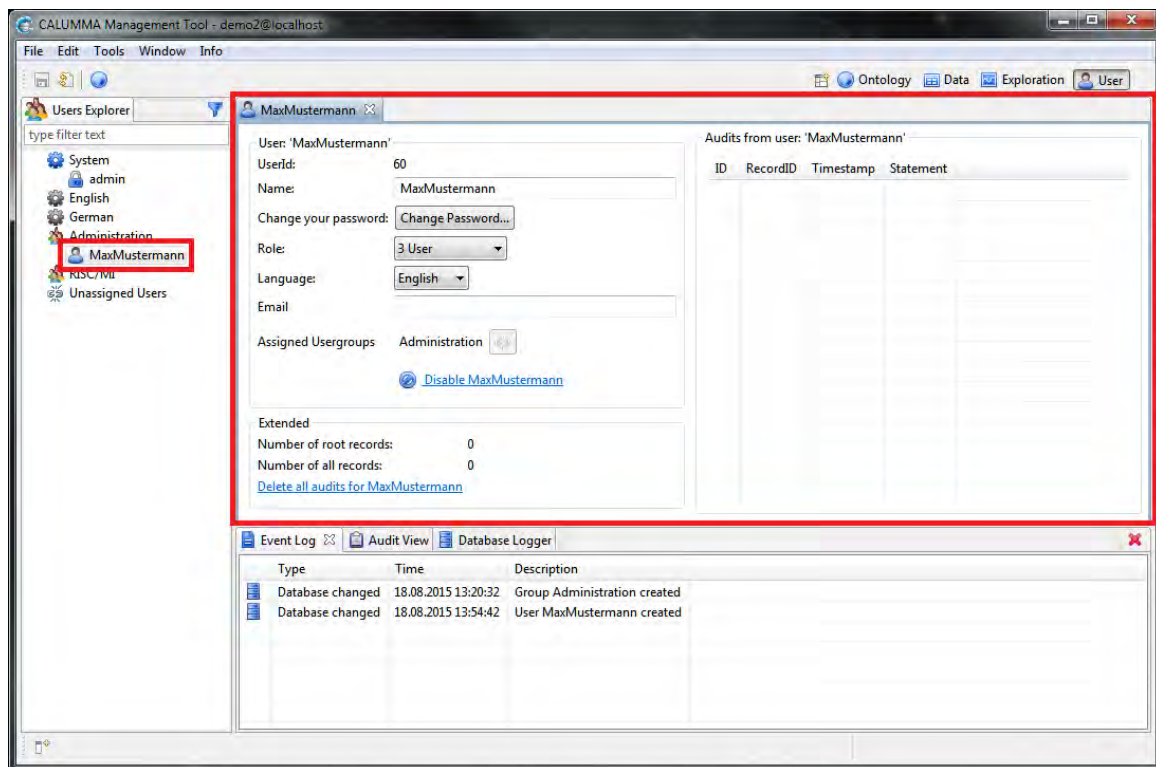 CALUMMA Management Tool - demo2@localhost
File Edit Tools Window Info
Ontology Data Exploration User
Users Explorer
type filter text
System
admin
English
German
Administration
MaxMustermann
RISC/MI
Unassigned Users
MaxMustermann
User: 'MaxMustermann'
UserId: 60
Name: MaxMustermann
Change your password: Change Password...
Role: 3 User
Language: English
Email
Assigned Usergroups Administration
Disable MaxMustermann
Extended
Number of root records: 0
Number of all records: 0
Delete all audits for MaxMustermann
Audits from user: 'MaxMustermann'
ID RecordID Timestamp Statement
Event Log Audit View Database Logger
Type Time Description
Database changed 18.08.2015 13:20:32 Group Administration created
Database changed 18.08.2015 13:54:42 User MaxMustermann created